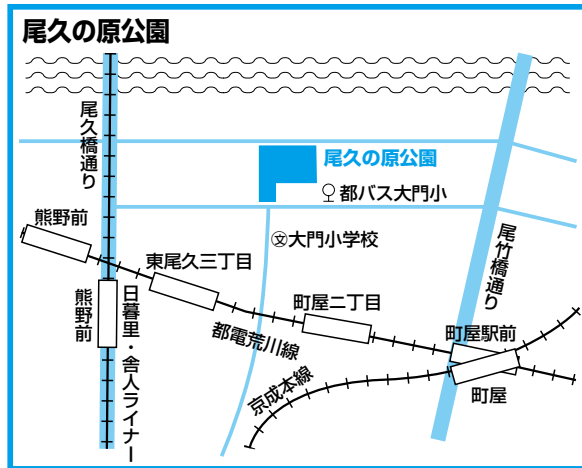 尾久の原公園
尾久橋通り
尾久の原公園
都バス大門小
熊野前
文大門小学校
東尾久三丁目
尾竹橋通り
熊野前
日暮里・舎人ライナー
町屋二丁目
都電荒川線
町屋駅前
京成本線
町屋